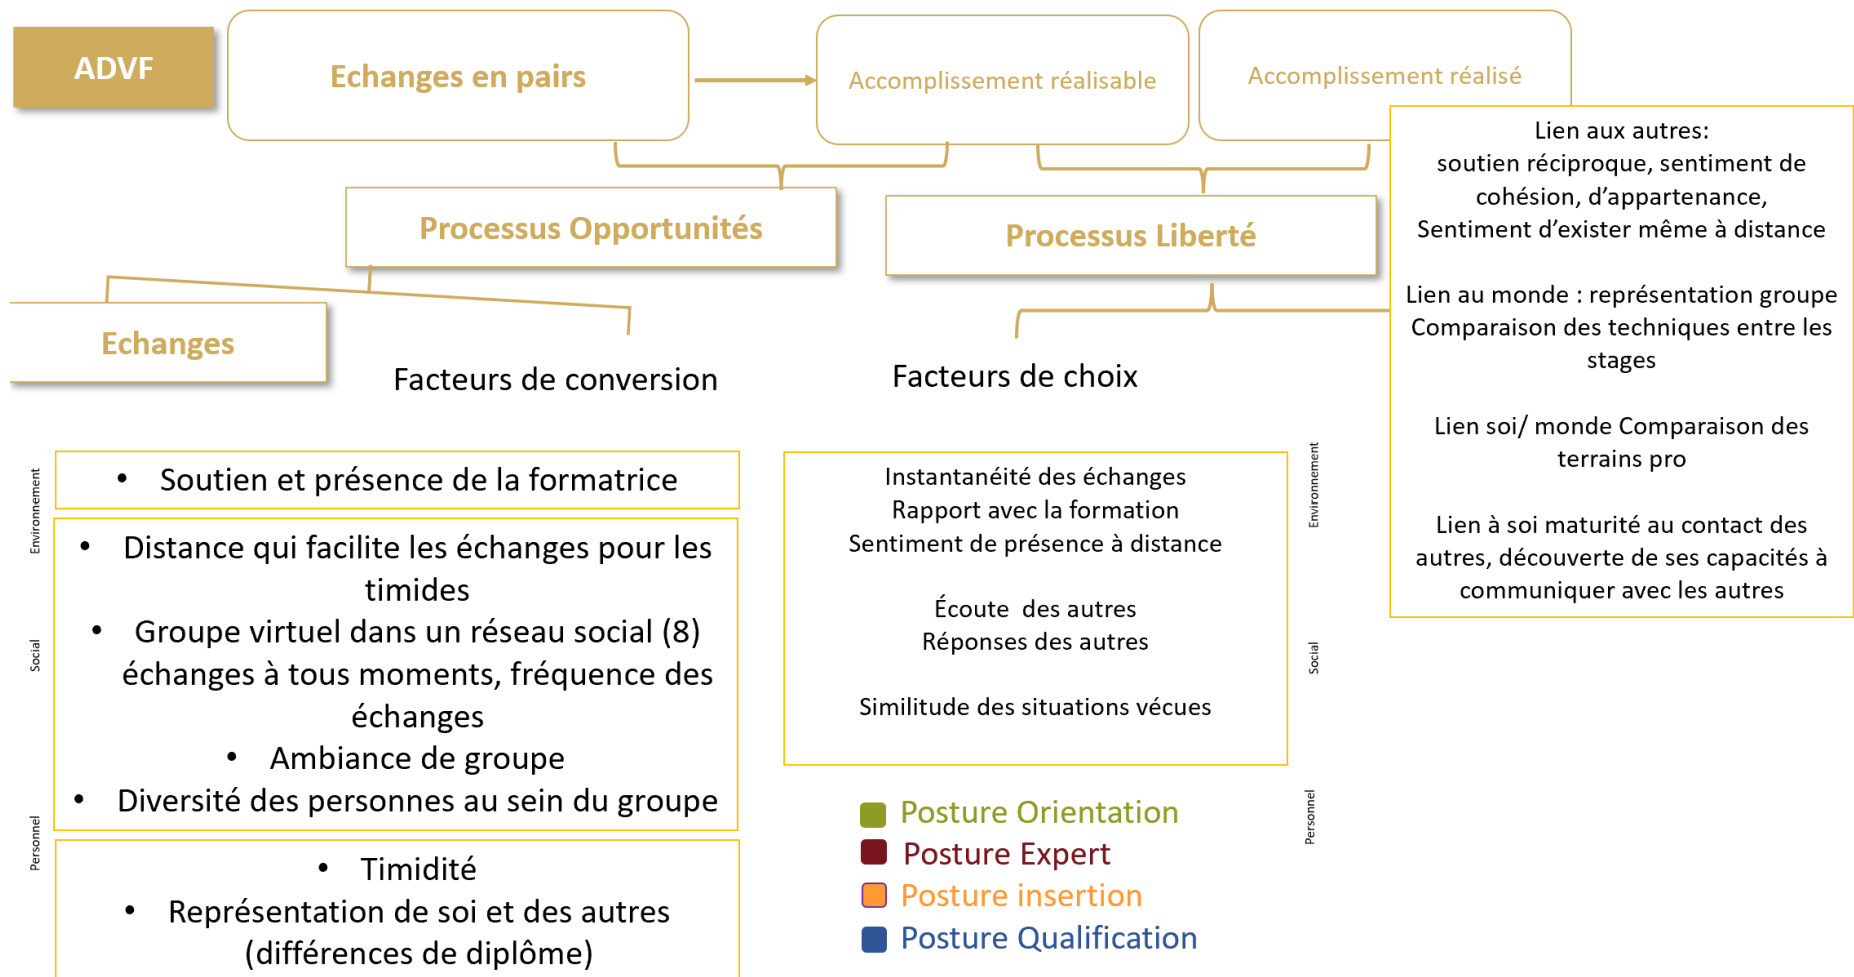 ADVF
Echanges en pairs
Accomplissement réalisable
Accomplissement réalisé
Processus Opportunités
Processus Liberté
Echanges
Facteurs de conversion
Facteurs de choix
Lien aux autres:
soutien réciproque, sentiment de
cohésion, d’appartenance,
Sentiment d’exister même à distance
Lien au monde : représentation groupe
Comparaison des techniques entre les
stages
Lien soi/ monde Comparaison des
terrains pro
Lien à soi maturité au contact des
autres, découverte de ses capacités à
communiquer avec les autres
Environnement
Social
Personnel
• Soutien et présence de la formatrice
• Distance qui facilite les échanges pour les
timides
• Groupe virtuel dans un réseau social (8)
échanges à tous moments, fréquence des
échanges
• Ambiance de groupe
• Diversité des personnes au sein du groupe
• Timidité
• Représentation de soi et des autres
(différences de diplôme)
Instantanéité des échanges
Rapport avec la formation
Sentiment de présence à distance
Écoute des autres
Réponses des autres
Similitude des situations vécues
Environnement
Social
Personnel
Posture Orientation
Posture Expert
Posture insertion
Posture Qualification